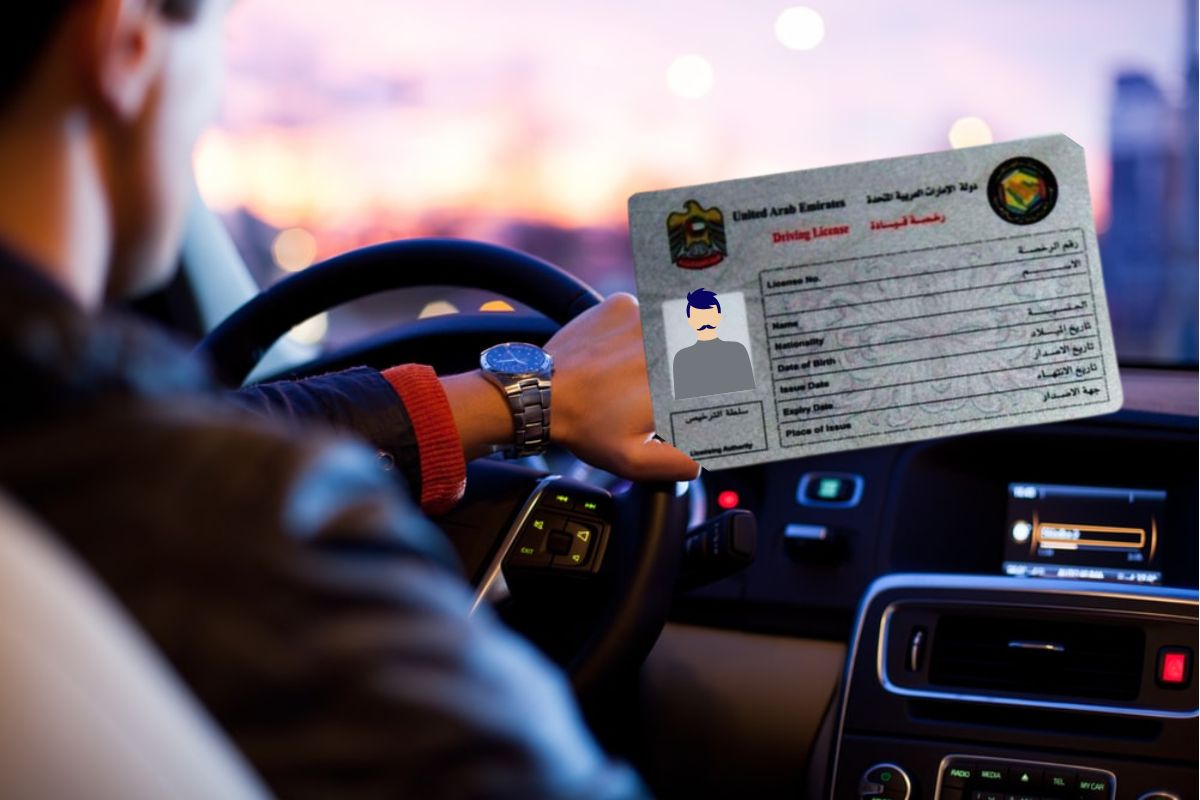 United Arab Emirates دولة الإمارات العربية المتحدة
Driving License رخصة قيادة
License No. رقم الرخصة
الاسم
Name
Nationality الجنسية
Date of Birth تاريخ الميلاد
Issue Date تاريخ الاصدار
Expiry Date تاريخ الانتهاء
Place of Issue جهة الاصدار
سلطة الترخيص
Licensing Authority
EXIT
RADIO MEDIA TEL MY CAR